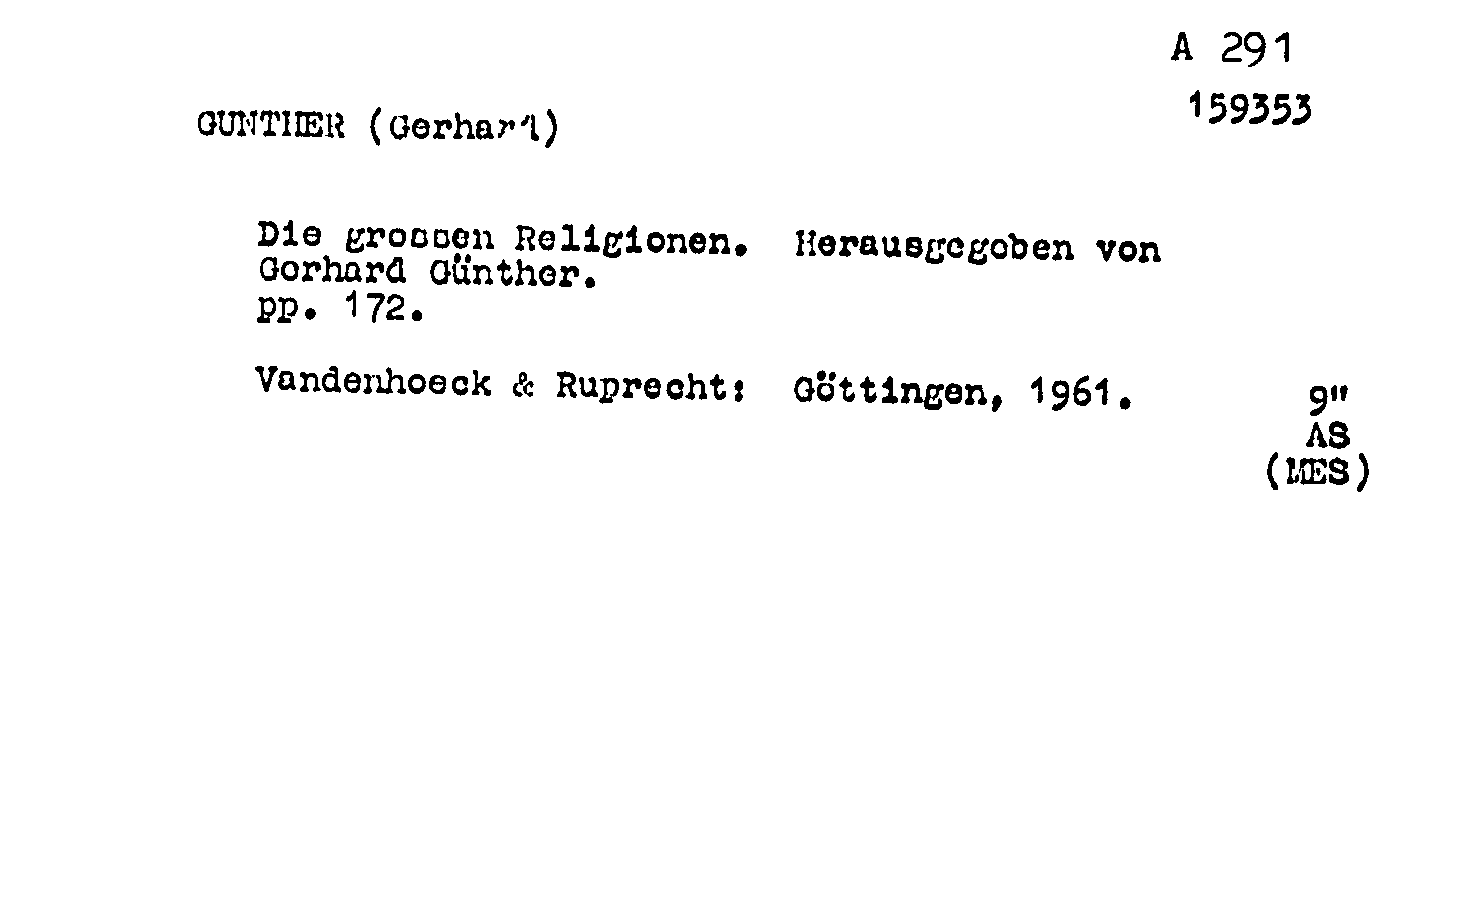 A 291
159353
GUNTHER (Gerhard)
Die grossen Religionen. Herausgegeben von
Gerhard Günther.
pp. 172.
Vandenhoeck & Ruprecht: Göttingen, 1961.
9"
AS
(MES)